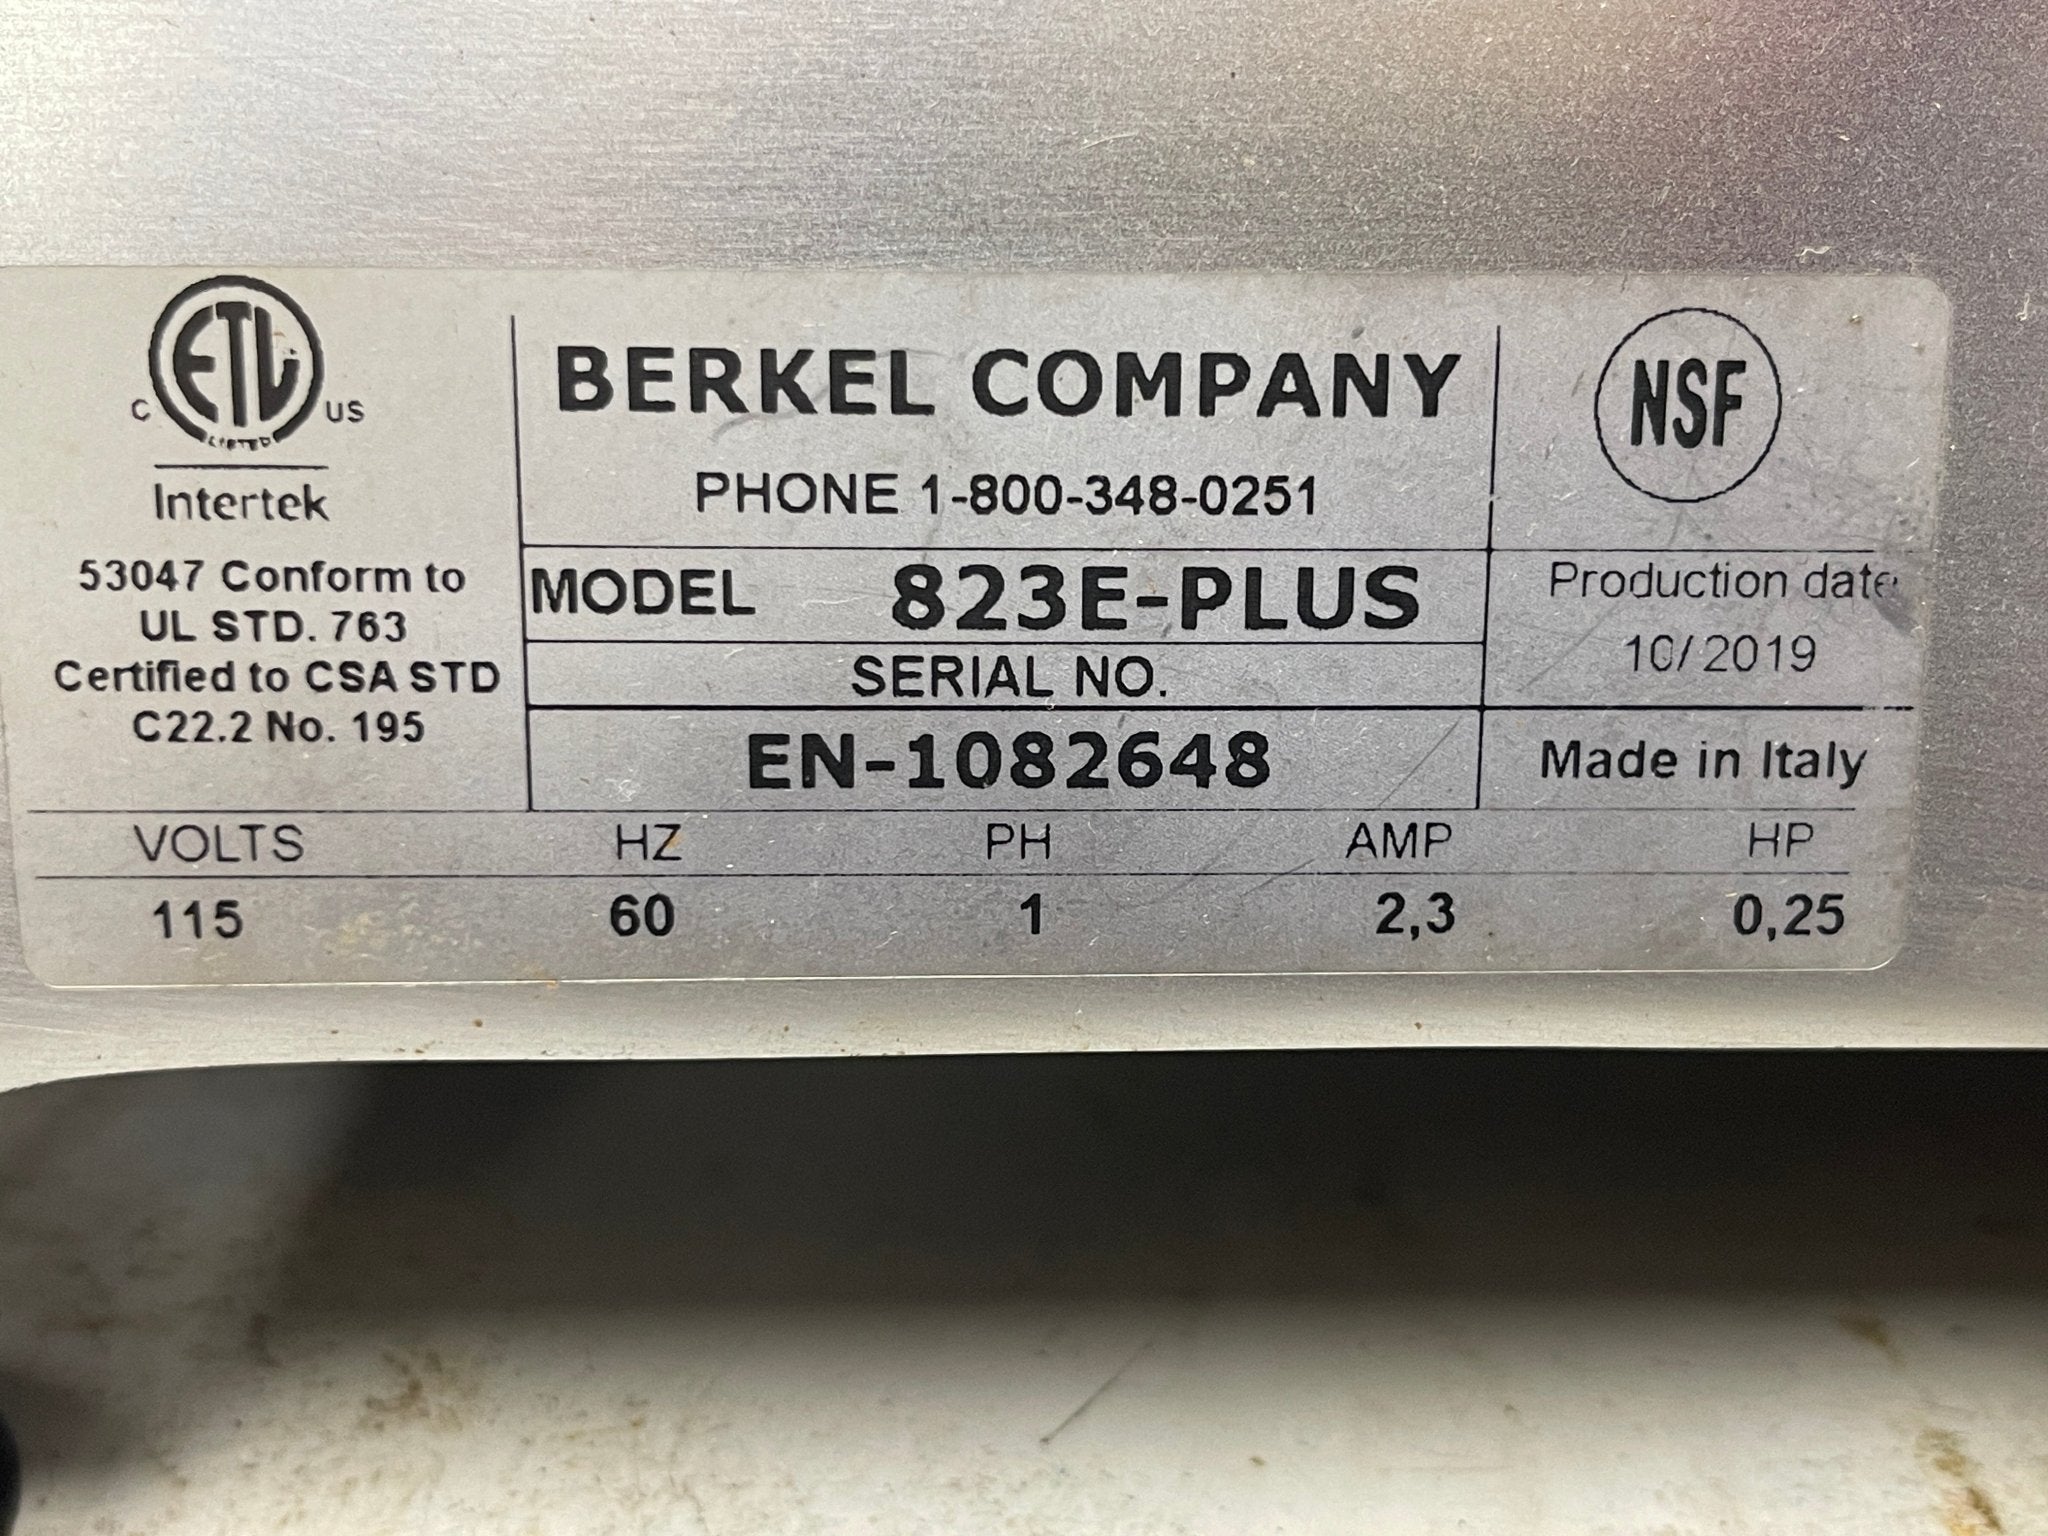 C ETL US
LISTED
Intertek
53047 Conform to
UL STD. 763
Certified to CSA STD
C22.2 No. 195
BERKEL COMPANY
PHONE 1-800-348-0251
MODEL 823E-PLUS
SERIAL NO.
EN-1082648
NSF
Production date
10/2019
Made in Italy
VOLTS HZ PH AMP HP
115 60 1 2,3 0,25